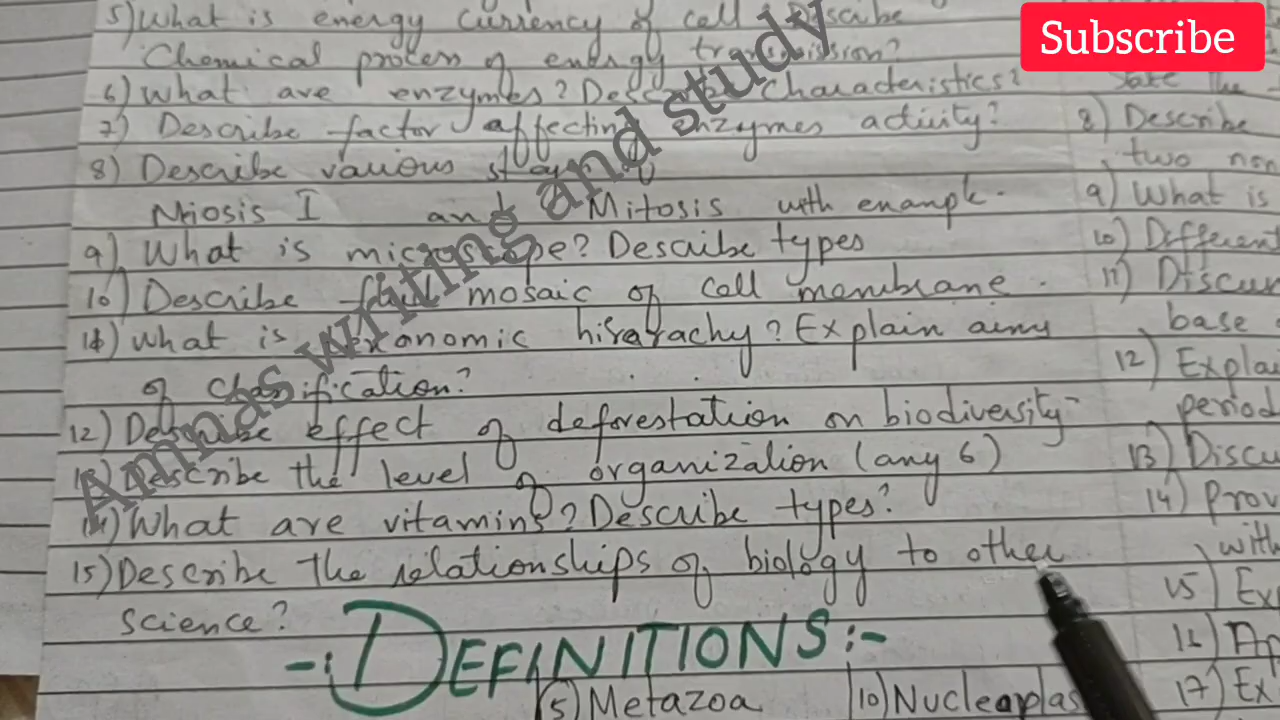 Subscribe
5) What is energy currency of cell? Describe
Chemical process of energy transmission?
6) What are enzymes? Describe Characteristics?
7) Describe factor affecting enzymes activity?
8) Describe various stages of
Miosis I and Mitosis with example.
9) What is microscope? Describe types
10) Describe fluid mosaic of cell membrane.
11) What is taxonomic hirarachy? Explain aims
of classification?
12) Describe effect of deforestation on biodiversity
13) Describe the level of organization (any 6)
14) What are vitamins? Describe types?
15) Describe the relationships of biology to other
science?
-: DEFINITIONS :-
5) Metazoa
10) Nucleoplas
the
8) Describe
two non
9) What is
10) Different
11) Discus
base
12) Explai
period
13) Discu
14) Prov
with
15) Ex
16)
17) Ex
Amnas writing and study